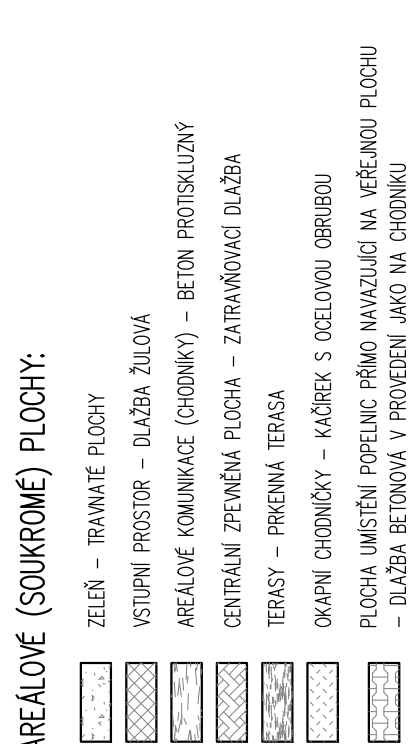 AREÁLOVÉ (SOUKROMÉ) PLOCHY:
ZELEŇ – TRAVNATÉ PLOCHY
VSTUPNÍ PROSTOR – DLAŽBA ŽULOVÁ
AREÁLOVÉ KOMUNIKACE (CHODNÍKY) – BETON PROTISKLUZNÝ
CENTRÁLNÍ ZPEVNĚNÁ PLOCHA – ZATRAVŇOVACÍ DLAŽBA
TERASY – PRKENNÁ TERASA
OKAPNÍ CHODNÍČKY – KAČÍREK S OCELOVOU OBRUBOU
PLOCHA UMÍSTĚNÍ POPELNIC PŘÍMO NAVAZUJÍCÍ NA VEŘEJNOU PLOCHU
– DLAŽBA BETONOVÁ V PROVEDENÍ JAKO NA CHODNÍKU